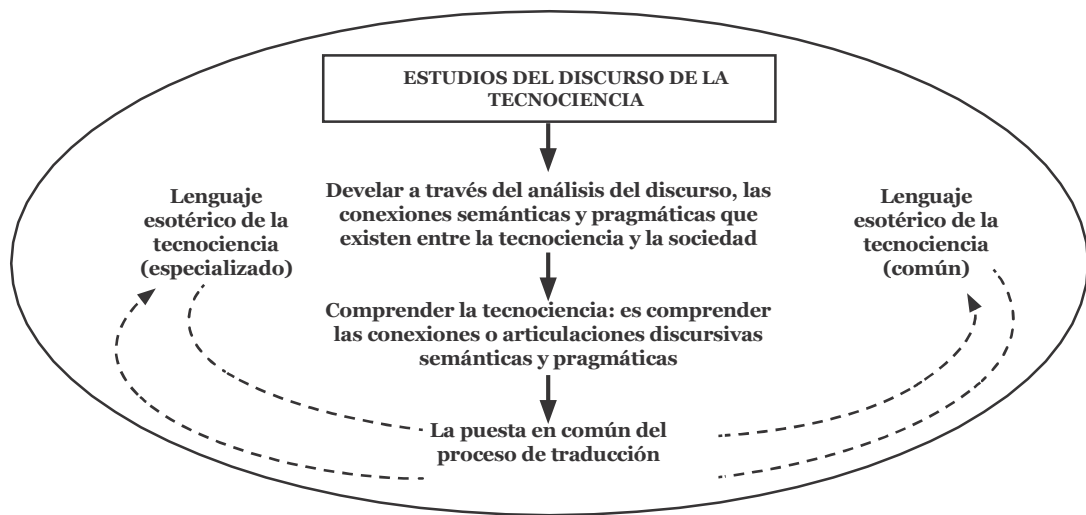 ESTUDIOS DEL DISCURSO DE LA
TECNOCIENCIA
Develar a través del análisis del discurso, las
conexiones semánticas y pragmáticas que
existen entre la tecnociencia y la sociedad
Lenguaje
esotérico de la
tecnociencia
(especializado)
Lenguaje
esotérico de la
tecnociencia
(común)
Comprender la tecnociencia: es comprender
las conexiones o articulaciones discursivas
semánticas y pragmáticas
La puesta en común del
proceso de traducción